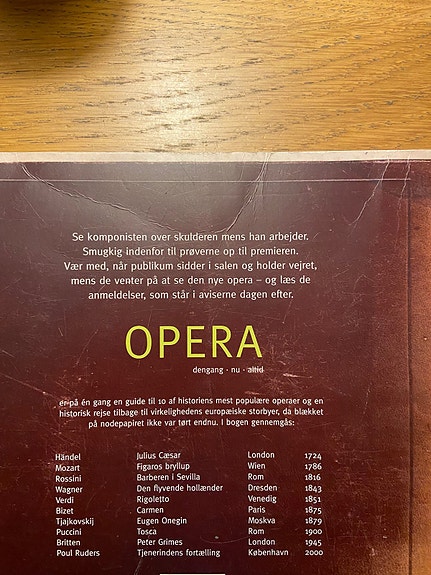 Se komponisten over skulderen mens han arbejder.
Smugkig indenfor til prøverne op til premieren.
Vær med, når publikum sidder i salen og holder vejret,
mens de venter på at se den nye opera – og læs de
anmeldelser, som står i aviserne dagen efter.
OPERA
dengang · nu · altid
er på én gang en guide til 10 af historiens mest populære operaer og en
historisk rejse tilbage til virkelighedens europæiske storbyer, da blækket
på nodepapiret ikke var tørt endnu. I bogen gennemgås:
Händel Julius Cæsar London 1724
Mozart Figaros bryllup Wien 1786
Rossini Barberen i Sevilla Rom 1816
Wagner Den flyvende hollænder Dresden 1843
Verdi Rigoletto Venedig 1851
Bizet Carmen Paris 1875
Tjajkovskij Eugen Onegin Moskva 1879
Puccini Tosca Rom 1900
Britten Peter Grimes London 1945
Poul Ruders Tjenerindens fortælling København 2000